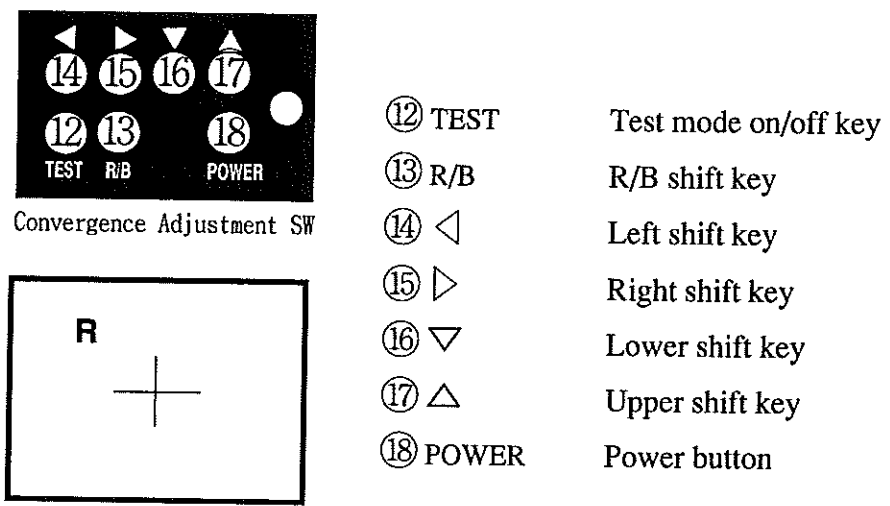 ◀ ▶ ▼ ▲
⑭ ⑮ ⑯ ⑰
⑫ ⑬ ⑱
TEST R/B POWER
Convergence Adjustment SW
R
⑫ TEST Test mode on/off key
⑬ R/B R/B shift key
⑭ ◁ Left shift key
⑮ ▷ Right shift key
⑯ ▽ Lower shift key
⑰ △ Upper shift key
⑱ POWER Power button